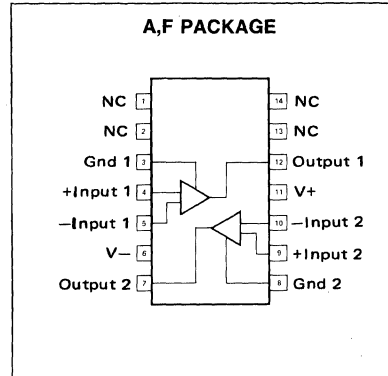 A,F PACKAGE
NC 1 14 NC
NC 2 13 NC
Gnd 1 3 12 Output 1
+Input 1 4 11 V+
−Input 1 5 10 −Input 2
V− 6 9 +Input 2
Output 2 7 8 Gnd 2